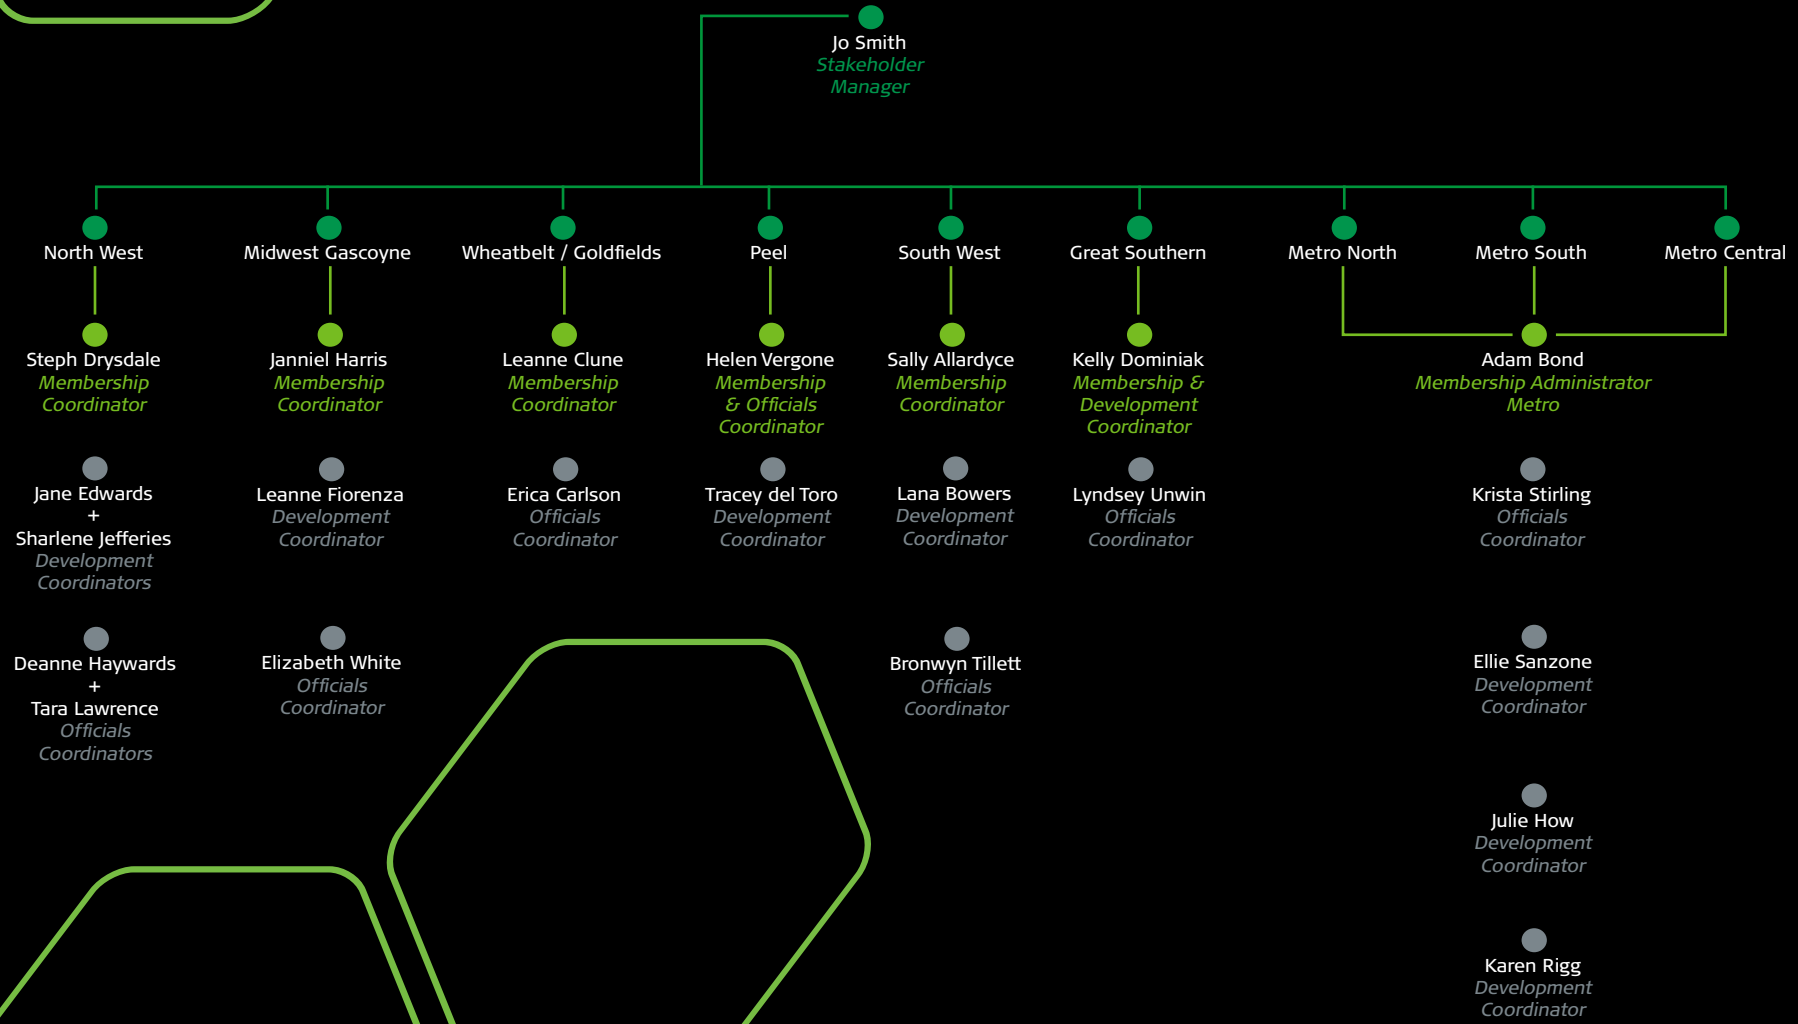 Jo Smith
Stakeholder
Manager
North West
Midwest Gascoyne
Wheatbelt / Goldfields
Peel
South West
Great Southern
Metro North
Metro South
Metro Central
Steph Drysdale
Membership
Coordinator
Janniel Harris
Membership
Coordinator
Leanne Clune
Membership
Coordinator
Helen Vergone
Membership
& Officials
Coordinator
Sally Allardyce
Membership
Coordinator
Kelly Dominiak
Membership &
Development
Coordinator
Adam Bond
Membership Administrator
Metro
Jane Edwards
+
Sharlene Jefferies
Development
Coordinators
Leanne Fiorenza
Development
Coordinator
Erica Carlson
Officials
Coordinator
Tracey del Toro
Development
Coordinator
Lana Bowers
Development
Coordinator
Lyndsey Unwin
Officials
Coordinator
Krista Stirling
Officials
Coordinator
Deanne Haywards
+
Tara Lawrence
Officials
Coordinators
Elizabeth White
Officials
Coordinator
Bronwyn Tillett
Officials
Coordinator
Ellie Sanzone
Development
Coordinator
Julie How
Development
Coordinator
Karen Rigg
Development
Coordinator